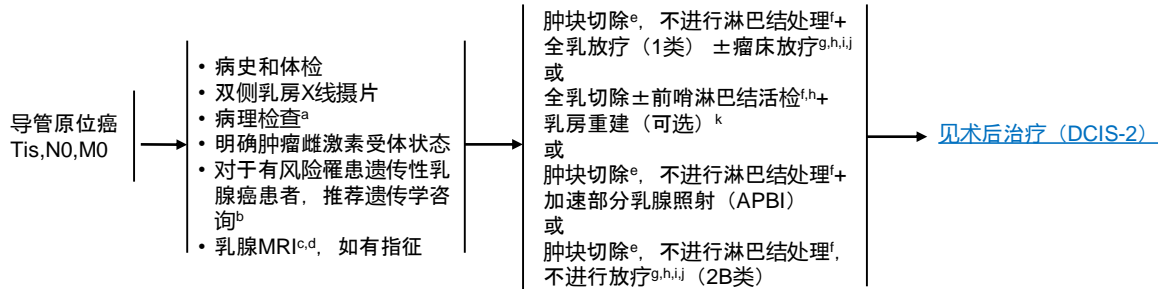 导管原位癌
Tis,N0,M0
• 病史和体检
• 双侧乳房X线摄片
• 病理检查a
• 明确肿瘤雌激素受体状态
• 对于有风险罹患遗传性乳
腺癌患者，推荐遗传学咨
询b
• 乳腺MRIc,d，如有指征
肿块切除e，不进行淋巴结处理f+
全乳放疗（1类）±瘤床放疗g,h,i,j
或
全乳切除±前哨淋巴结活检f,h+
乳房重建（可选）k
或
肿块切除e，不进行淋巴结处理f+
加速部分乳腺照射（APBI）
或
肿块切除e，不进行淋巴结处理f,
不进行放疗g,h,i,j（2B类）
见术后治疗（DCIS-2）